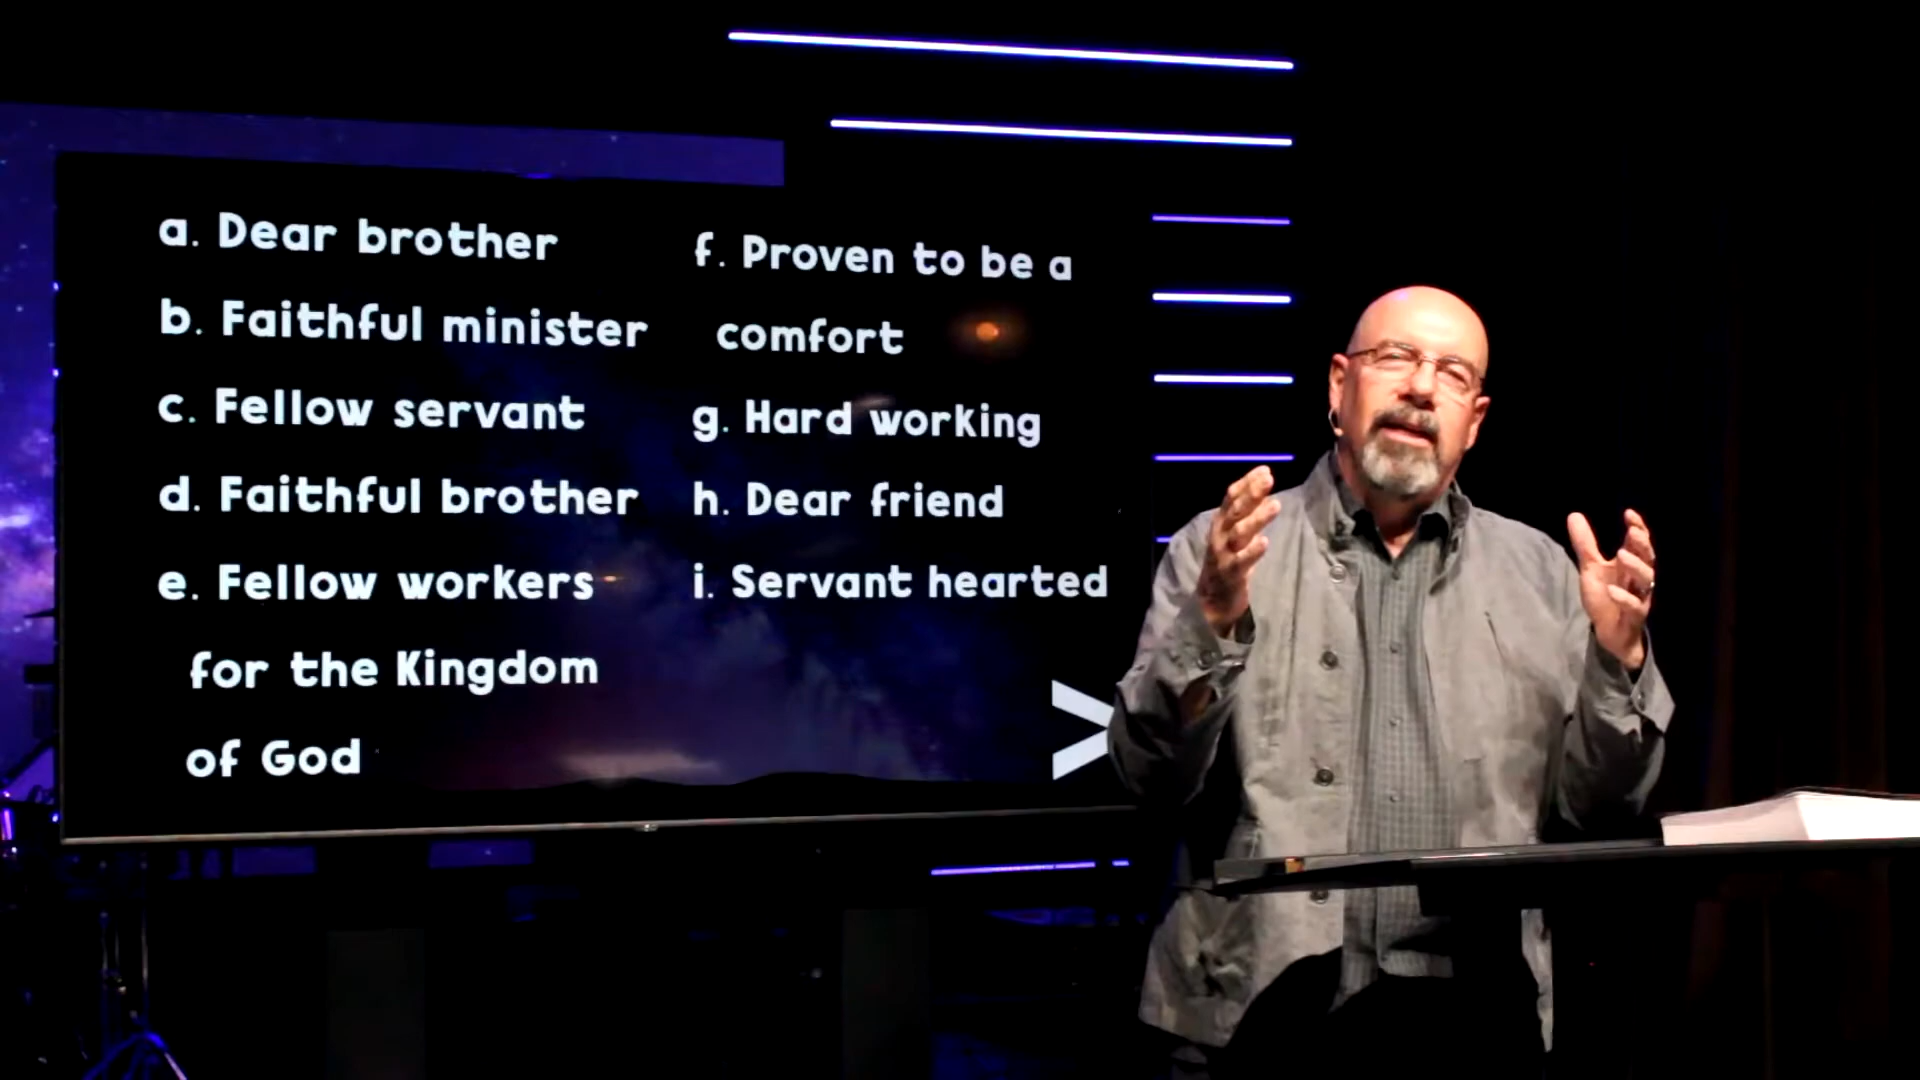 a. Dear brother
b. Faithful minister
c. Fellow servant
d. Faithful brother
e. Fellow workers
for the Kingdom
of God
f. Proven to be a
comfort
g. Hard working
h. Dear friend
i. Servant hearted
>